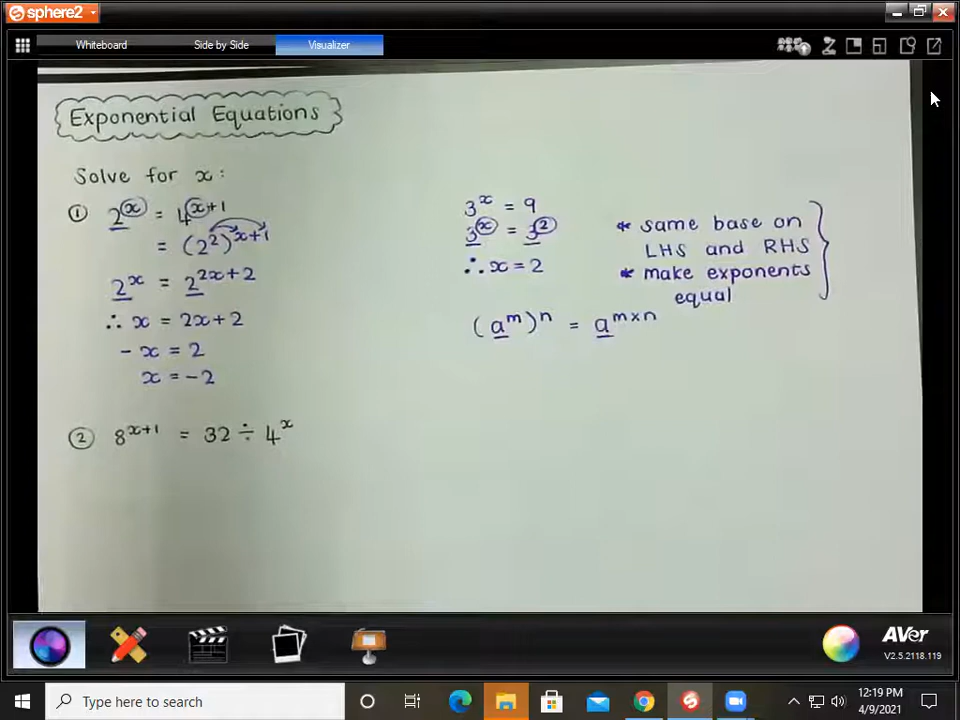 sphere2
Whiteboard
Side by Side
Visualizer
Exponential Equations
Solve for x:
① 2^x = 4^(x+1)
= (2^2)^(x+1)
2^x = 2^(2x+2)
∴ x = 2x+2
-x = 2
x = -2
② 8^(x+1) = 32 ÷ 4^x
3^x = 9
3^x = 3^2
∴ x = 2
* same base on
LHS and RHS
* make exponents
equal
(a^m)^n = a^(m×n)
AVer
V2.5.2118.119
Type here to search
12:19 PM
4/9/2021